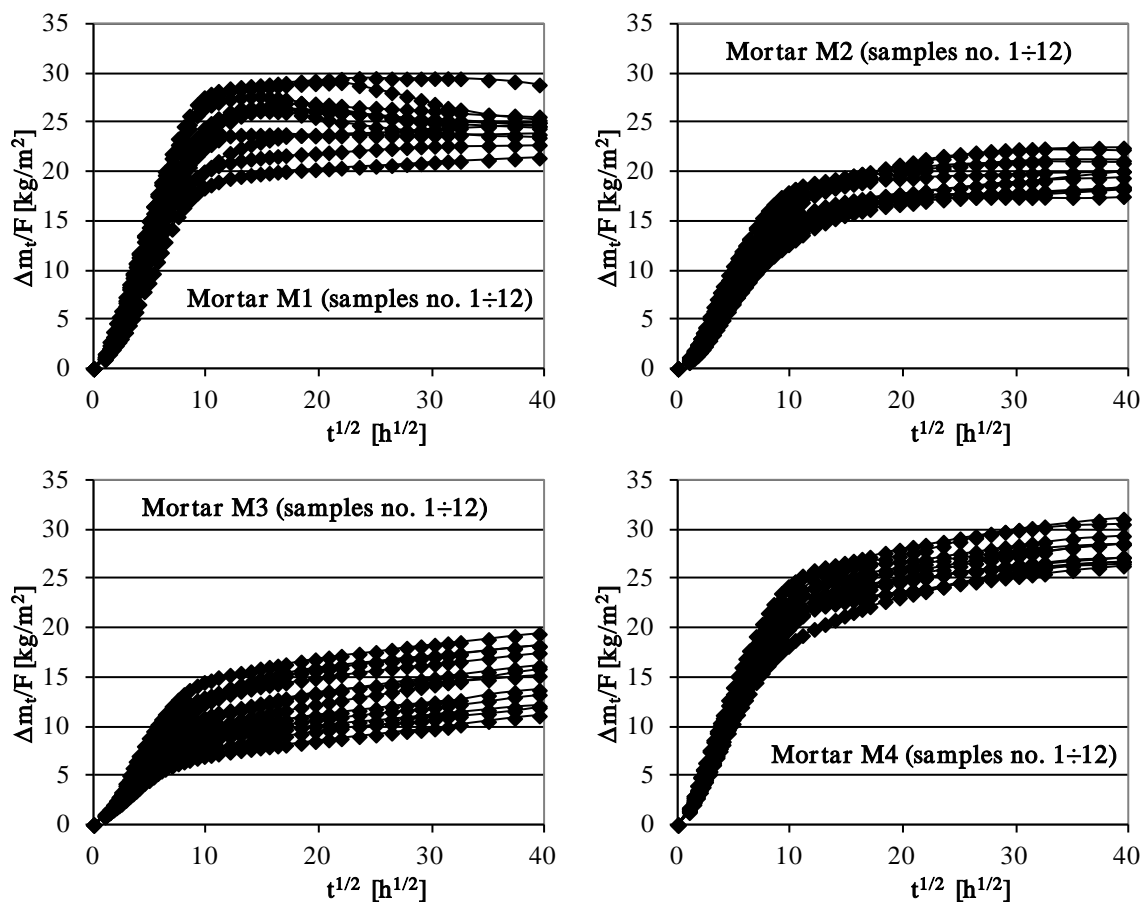 35
30
25
20
15
10
5
0
Δmₜ/F [kg/m²]
Mortar M1 (samples no. 1÷12)
0 10 20 30 40
t¹/² [h¹/²]
35
30
25
20
15
10
5
0
Δmₜ/F [kg/m²]
Mortar M2 (samples no. 1÷12)
0 10 20 30 40
t¹/² [h¹/²]
35
30
25
20
15
10
5
0
Δmₜ/F [kg/m²]
Mortar M3 (samples no. 1÷12)
0 10 20 30 40
t¹/² [h¹/²]
35
30
25
20
15
10
5
0
Δmₜ/F [kg/m²]
Mortar M4 (samples no. 1÷12)
0 10 20 30 40
t¹/² [h¹/²]